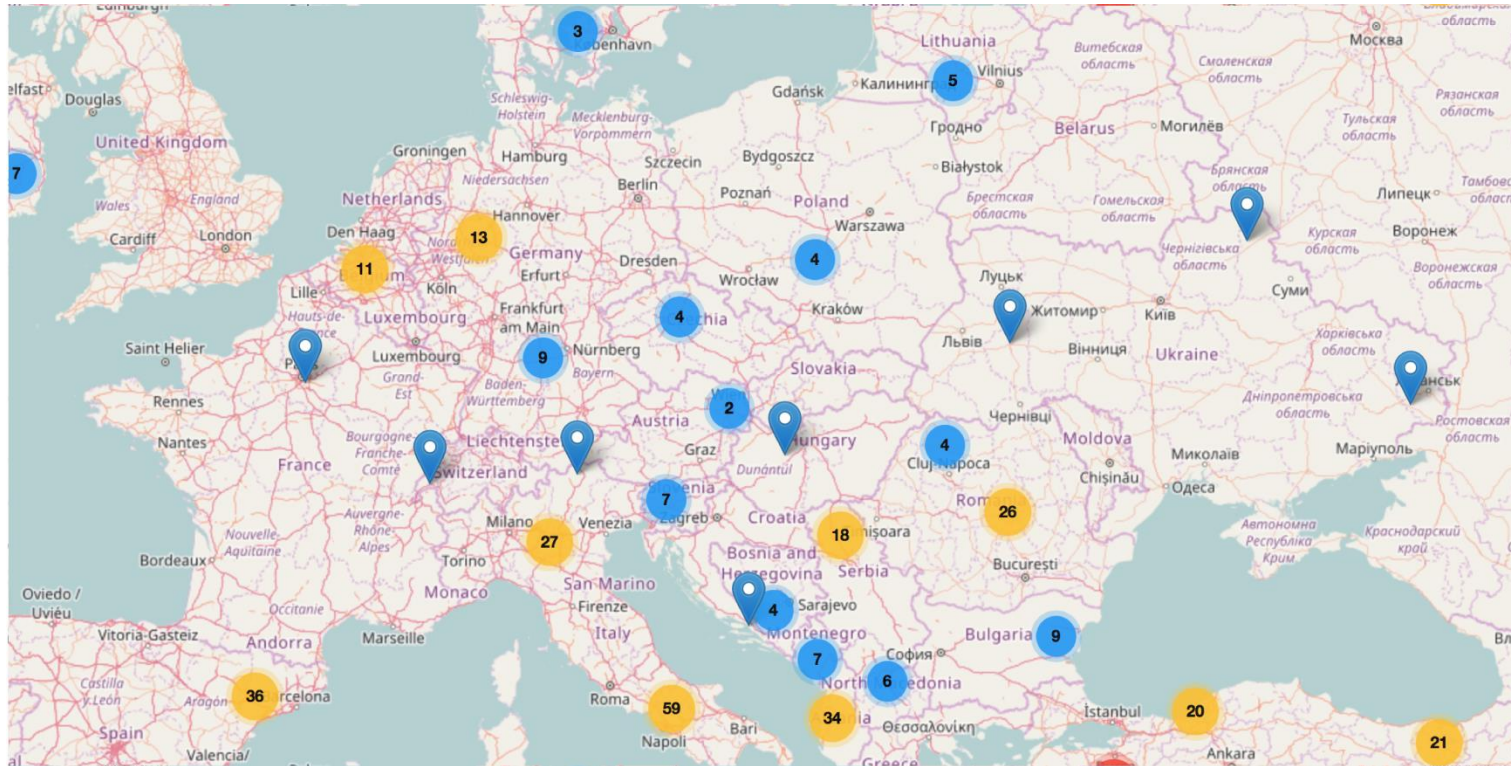 Edinburgh
3
København
Lithuania
5
Vilnius
Витебская
область
Смоленская
область
Москва
область
Douglas
Schleswig-
Holstein
Mecklenburg-
Vorpommern
Gdańsk
Рязанская
область
United Kingdom
Гродно
Belarus
Могилёв
Тульская
область
7
Groningen
Hamburg
Szczecin
Bydgoszcz
Białystok
Брянская
область
Липецк
Wales
England
Netherlands
Niedersachsen
Berlin
Poznań
Poland
Брестская
область
Гомельская
область
Cardiff
London
Den Haag
13
Hannover
Warszawa
Чернігівська
область
Курская
область
Воронеж
11
Germany
4
Lille
Köln
Erfurt
Dresden
Wrocław
Луцьк
Суми
Воронежская
область
Luxembourg
Frankfurt
am Main
4
Kraków
Житомир
Київ
Saint Helier
Luxembourg
9
Nürnberg
Львів
Вінниця
Ukraine
Харківська
область
Grand-
Est
Baden-
Württemberg
Bayern
Slovakia
Rennes
2
Чернівці
Дніпропетровська
область
Ростовская
область
Nantes
Bourgogne-
Franche-
Comté
Austria
Graz
Hungary
4
Cluj-Napoca
Moldova
Миколаїв
Маріуполь
France
Switzerland
Dunántúl
Chișinău
Одеса
Slovenia
7
Zagreb
Auvergne-
Rhône-
Alpes
Nouvelle-
Aquitaine
Milano
Venezia
Croatia
18
26
Автономна
Республіка
Крим
Краснодарский
край
Bordeaux
Torino
27
Bosnia and
Herzegovina
Serbia
București
Oviedo /
Uviéu
Monaco
San Marino
4
Sarajevo
Occitanie
Firenze
Vitoria-Gasteiz
Andorra
Marseille
Italy
Montenegro
Bulgaria
9
7
София
Castilla
y León
Aragón
36
Barcelona
Roma
North Macedonia
6
59
Bari
34
Θεσσαλονίκη
İstanbul
20
Spain
Napoli
21
Valencia/
Greece
Ankara